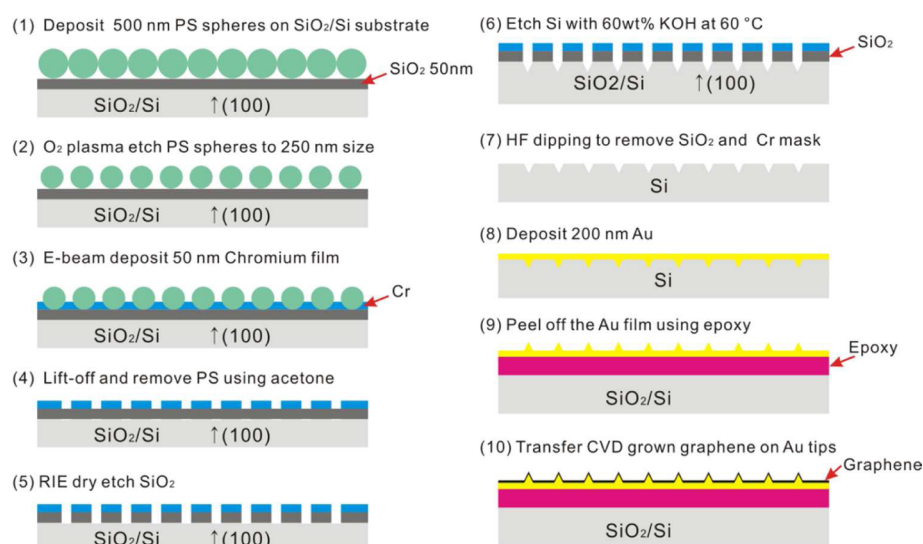 (1) Deposit 500 nm PS spheres on SiO₂/Si substrate
SiO₂ 50nm
SiO₂/Si ↑(100)
(2) O₂ plasma etch PS spheres to 250 nm size
SiO₂/Si ↑(100)
(3) E-beam deposit 50 nm Chromium film
Cr
SiO₂/Si ↑(100)
(4) Lift-off and remove PS using acetone
SiO₂/Si ↑(100)
(5) RIE dry etch SiO₂
SiO₂/Si ↑(100)
(6) Etch Si with 60wt% KOH at 60 °C
SiO₂
SiO2/Si ↑(100)
(7) HF dipping to remove SiO₂ and Cr mask
Si
(8) Deposit 200 nm Au
Si
(9) Peel off the Au film using epoxy
Epoxy
SiO₂/Si
(10) Transfer CVD grown graphene on Au tips
Graphene
SiO₂/Si